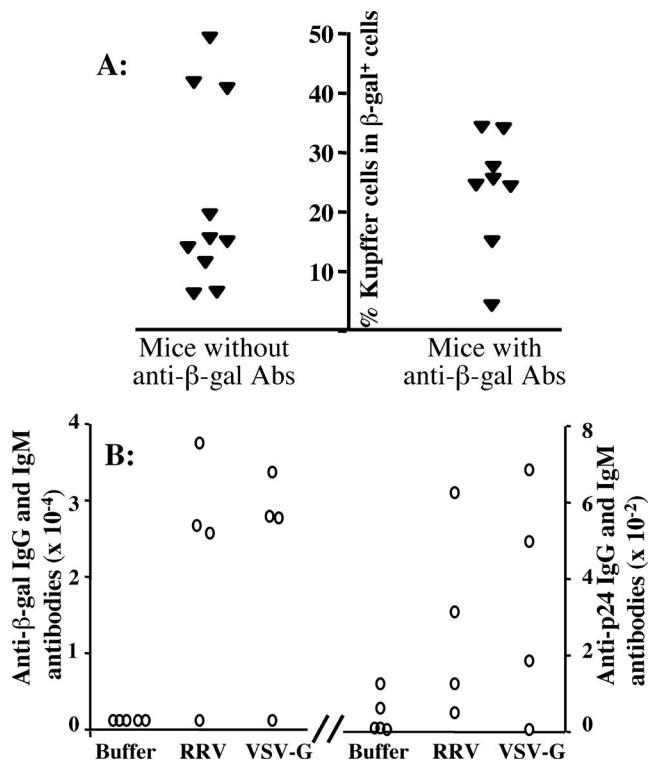 A:
50
40
30
20
10
% Kupffer cells in β-gal⁺ cells
Mice without
anti-β-gal Abs
Mice with
anti-β-gal Abs
B:
Anti-β-gal IgG and IgM
antibodies (x 10⁻⁴)
4
3
2
1
0
Buffer RRV VSV-G
8
6
4
2
0
Anti-p24 IgG and IgM
antibodies (x 10⁻²)
Buffer RRV VSV-G